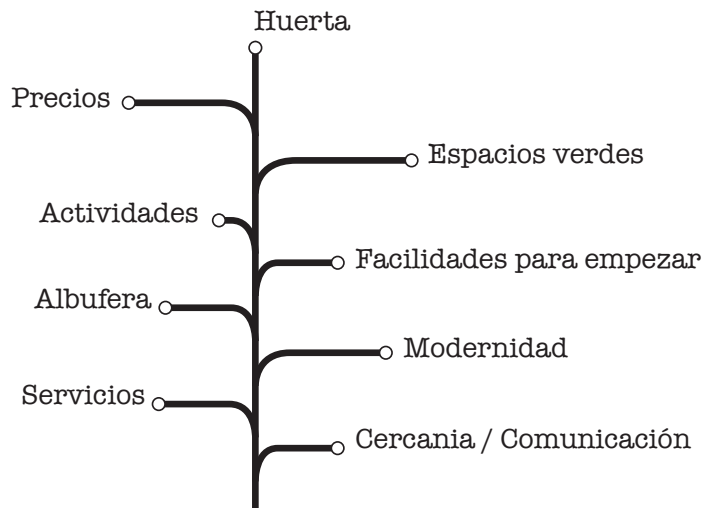 Huerta
Precios
Espacios verdes
Actividades
Facilidades para empezar
Albufera
Modernidad
Servicios
Cercania / Comunicación